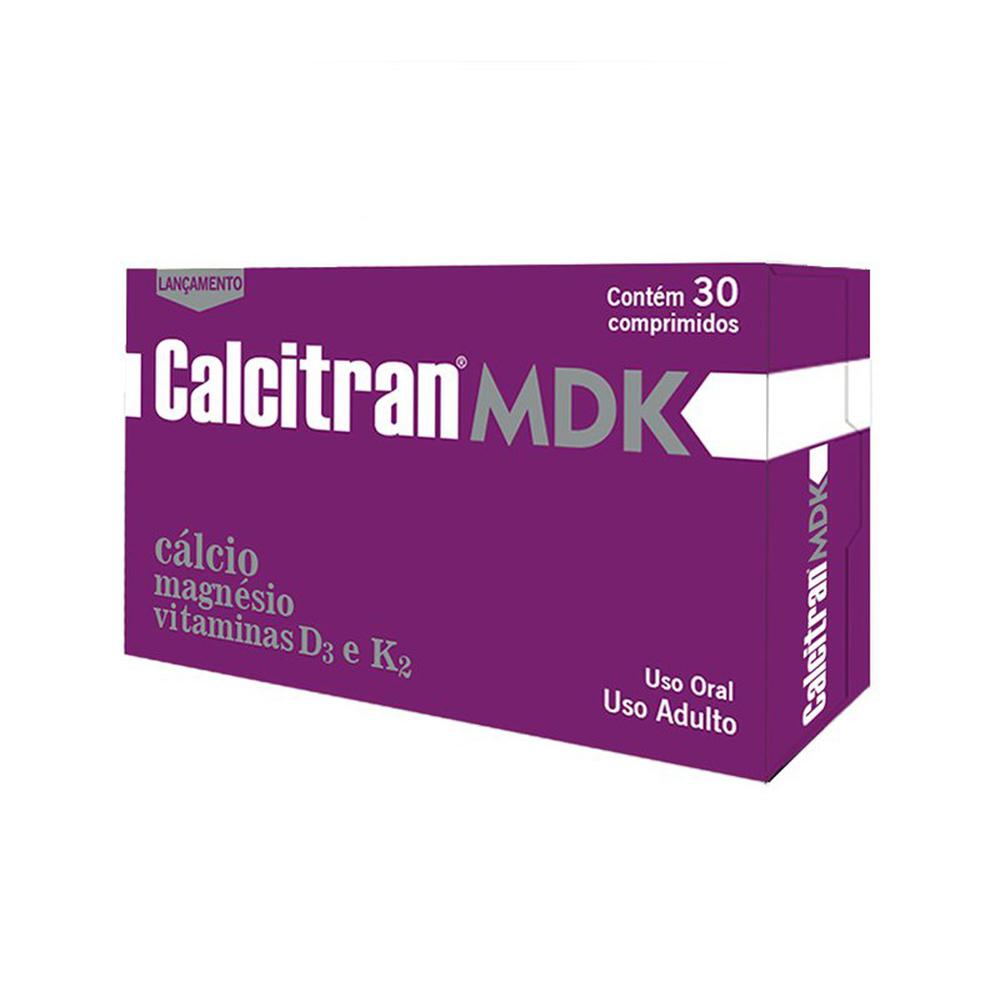 LANÇAMENTO
Contém 30
comprimidos
Calcitran® MDK
cálcio
magnésio
vitaminas D₃ e K₂
Uso Oral
Uso Adulto
Calcitran® MDK